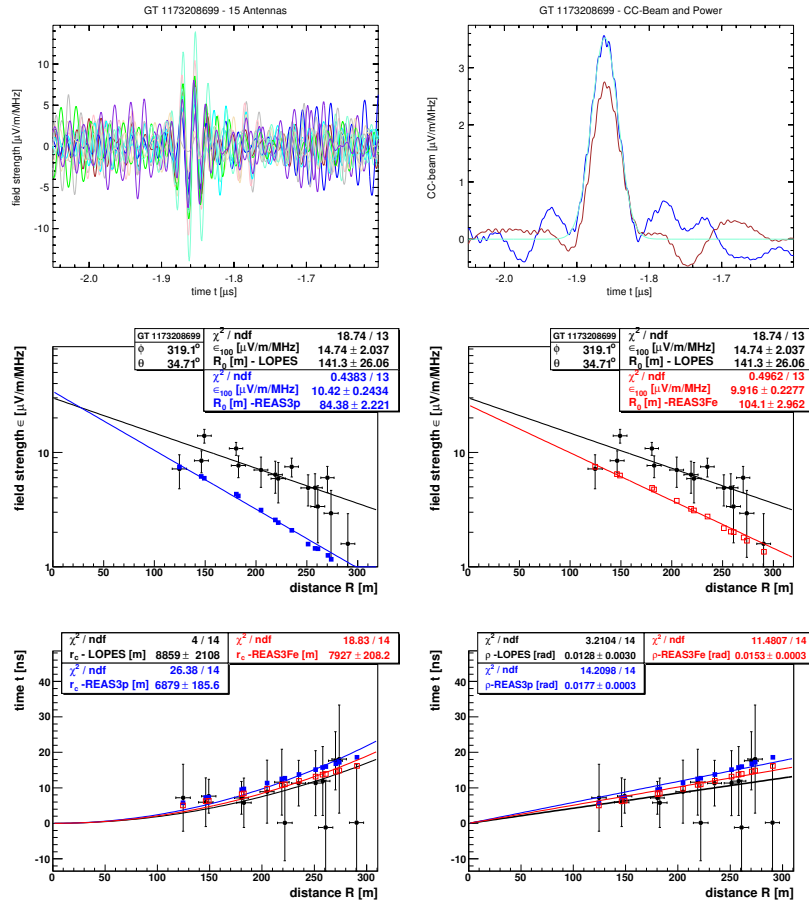 GT 1173208699 - 15 Antennas
field strength [µV/m/MHz]
10
5
0
-5
-10
-2.0
-1.9
-1.8
-1.7
time t [µs]
GT 1173208699 - CC-Beam and Power
CC-beam [µV/m/MHz]
3
2
1
0
-2.0
-1.9
-1.8
-1.7
time t [µs]
GT 1173208699
ϕ 319.1°
θ 34.71°
χ² / ndf 18.74 / 13
∈₁₀₀ [µV/m/MHz] 14.74 ± 2.037
R₀ [m] - LOPES 141.3 ± 26.06
χ² / ndf 0.4383 / 13
∈₁₀₀ [µV/m/MHz] 10.42 ± 0.2434
R₀ [m] -REAS3p 84.38 ± 2.221
field strength ∈ [µV/m/MHz]
10
1
0 50 100 150 200 250 300
distance R [m]
GT 1173208699
ϕ 319.1°
θ 34.71°
χ² / ndf 18.74 / 13
∈₁₀₀ [µV/m/MHz] 14.74 ± 2.037
R₀ [m] - LOPES 141.3 ± 26.06
χ² / ndf 0.4962 / 13
∈₁₀₀ [µV/m/MHz] 9.916 ± 0.2277
R₀ [m] -REAS3Fe 104.1 ± 2.962
field strength ∈ [µV/m/MHz]
10
1
0 50 100 150 200 250 300
distance R [m]
χ² / ndf 4 / 14
r_c - LOPES [m] 8859 ± 2108
χ² / ndf 18.83 / 14
r_c -REAS3Fe [m] 7927 ± 208.2
χ² / ndf 26.38 / 14
r_c -REAS3p [m] 6879 ± 185.6
time t [ns]
40
30
20
10
0
-10
0 50 100 150 200 250 300
distance R [m]
χ² / ndf 3.2104 / 14
ρ -LOPES [rad] 0.0128 ± 0.0030
χ² / ndf 11.4807 / 14
ρ-REAS3Fe [rad] 0.0153 ± 0.0003
χ² / ndf 14.2098 / 14
ρ-REAS3p [rad] 0.0177 ± 0.0003
time t [ns]
40
30
20
10
0
-10
0 50 100 150 200 250 300
distance R [m]